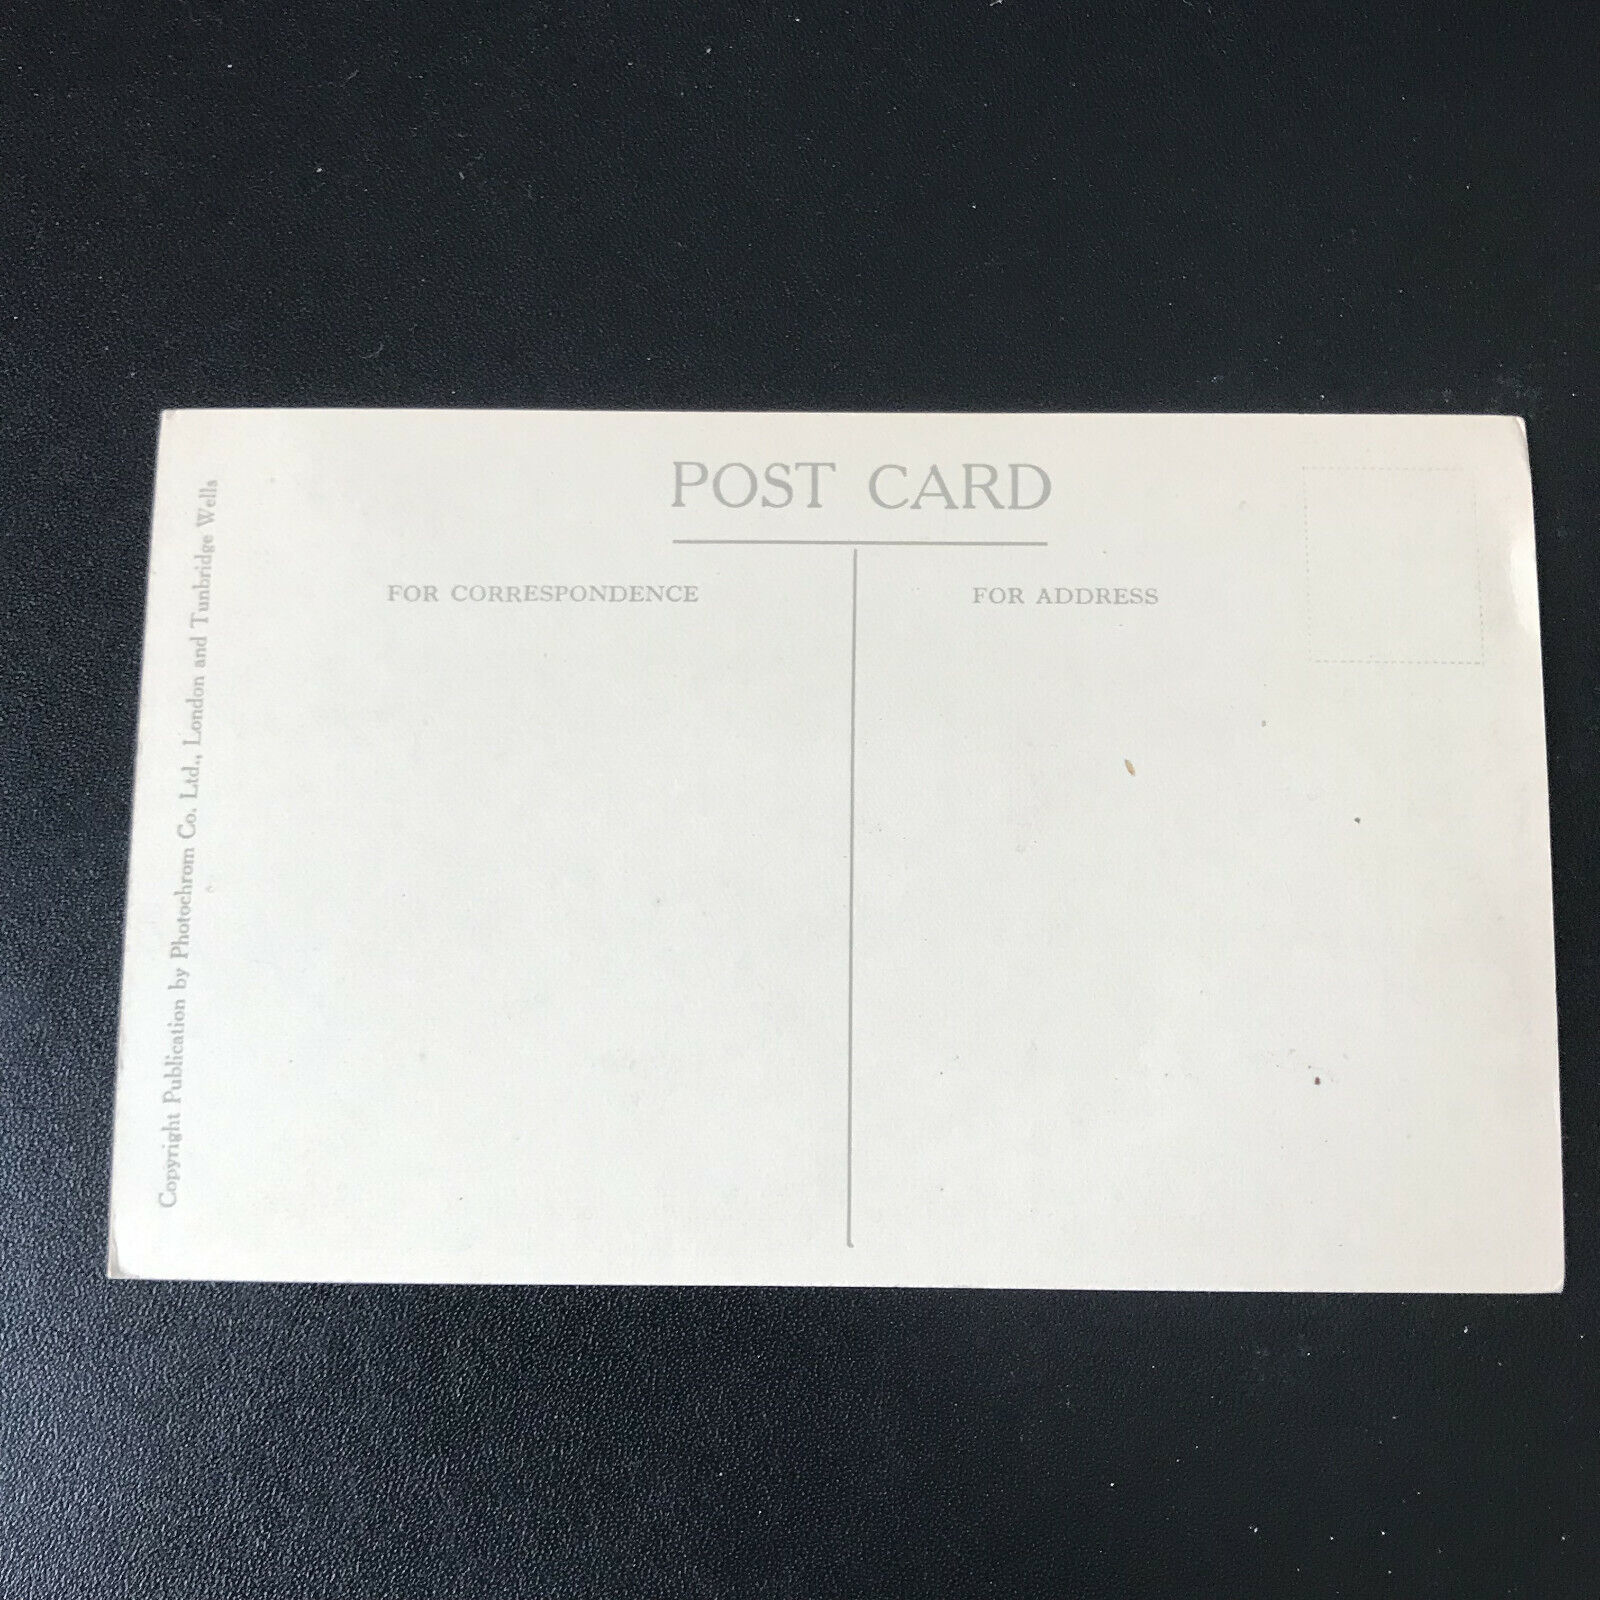 POST CARD
FOR CORRESPONDENCE
FOR ADDRESS
Copyright Publication by Photochrom Co. Ltd., London and Tunbridge Wells